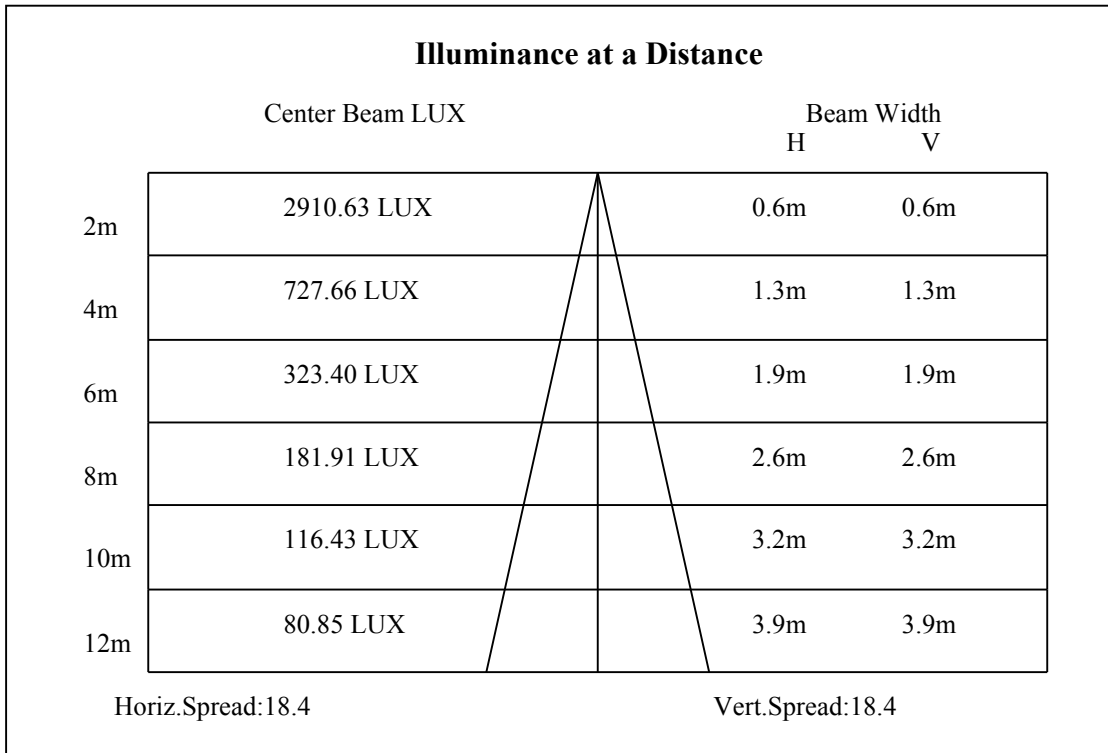 Illuminance at a Distance
Center Beam LUX Beam Width
H V
2m 2910.63 LUX 0.6m 0.6m
4m 727.66 LUX 1.3m 1.3m
6m 323.40 LUX 1.9m 1.9m
8m 181.91 LUX 2.6m 2.6m
10m 116.43 LUX 3.2m 3.2m
12m 80.85 LUX 3.9m 3.9m
Horiz.Spread:18.4 Vert.Spread:18.4